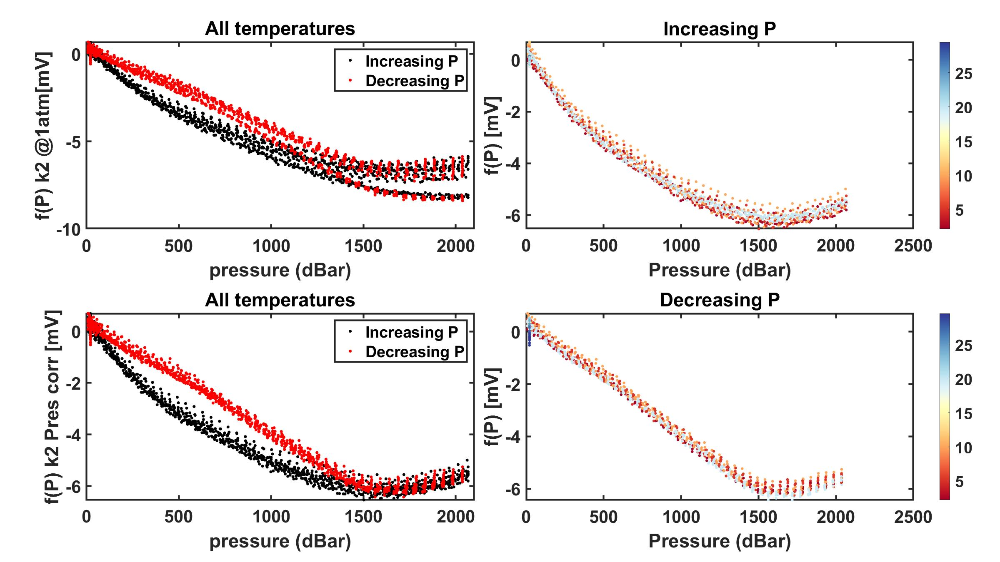 All temperatures
f(P) k2 @1atm[mV]
0
-5
-10
Increasing P
Decreasing P
0 500 1000 1500 2000
pressure (dBar)
Increasing P
f(P) [mV]
0
-2
-4
-6
0 500 1000 1500 2000 2500
Pressure (dBar)
25
20
15
10
5
All temperatures
f(P) k2 Pres corr [mV]
0
-2
-4
-6
Increasing P
Decreasing P
0 500 1000 1500 2000
pressure (dBar)
Decreasing P
f(P) [mV]
0
-2
-4
-6
0 500 1000 1500 2000 2500
Pressure (dBar)
25
20
15
10
5